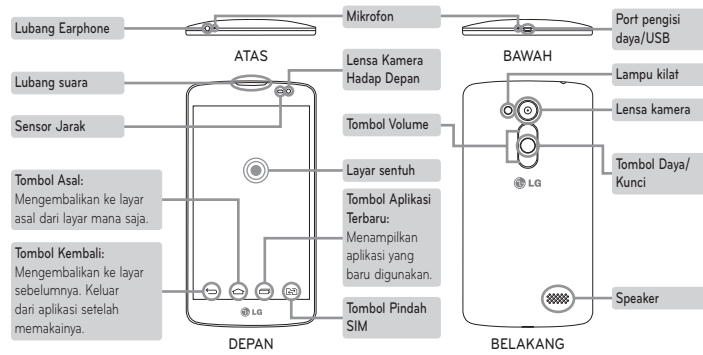 Lubang Earphone
Mikrofon
Port pengisi
daya/USB
ATAS
BAWAH
Lubang suara
Lensa Kamera
Hadap Depan
Lampu kilat
Sensor Jarak
Tombol Volume
Lensa kamera
Layar sentuh
Tombol Daya/
Kunci
LG
Tombol Asal:
Mengembalikan ke layar
asal dari layar mana saja.
Tombol Aplikasi
Terbaru:
Menampilkan
aplikasi yang
baru digunakan.
Tombol Kembali:
Mengembalikan ke layar
sebelumnya. Keluar
dari aplikasi setelah
memakainya.
Tombol Pindah
SIM
Speaker
LG
DEPAN
BELAKANG